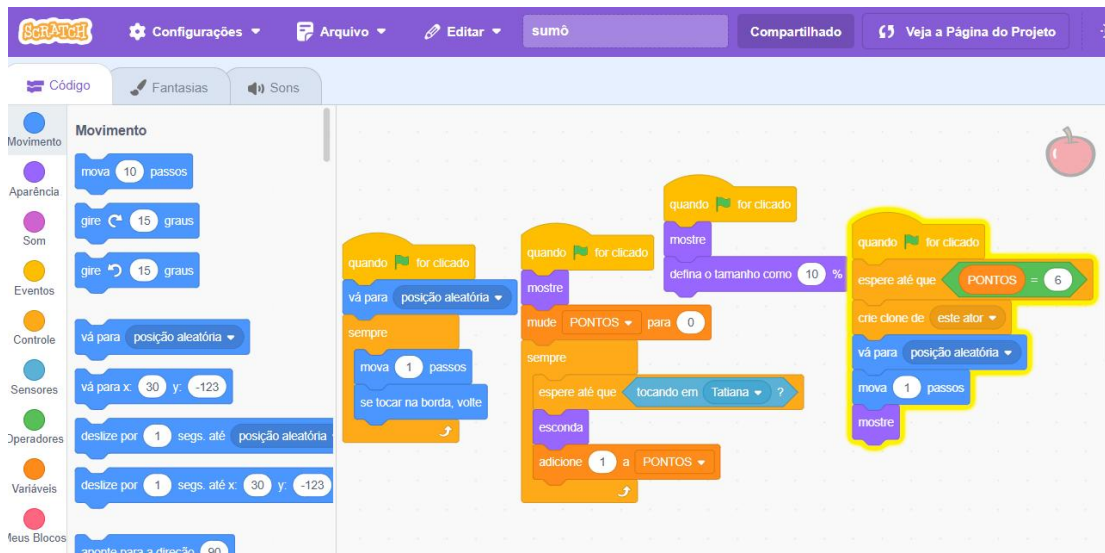 SCRATCH
Configurações
Arquivo
Editar
sumô
Compartilhado
Veja a Página do Projeto
Código
Fantasias
Sons
Movimento
Aparência
Som
Eventos
Controle
Sensores
Operadores
Variáveis
Meus Blocos
Movimento
mova 10 passos
gire 15 graus
gire 15 graus
vá para posição aleatória
vá para x: 30 y: -123
deslize por 1 segs. até posição aleatória
deslize por 1 segs. até x: 30 y: -123
aponte para a direção 90
quando for clicado
vá para posição aleatória
sempre
mova 1 passos
se tocar na borda, volte
quando for clicado
mostre
mude PONTOS para 0
sempre
espere até que tocando em Tatiana ?
esconda
adicione 1 a PONTOS
quando for clicado
mostre
defina o tamanho como 10 %
quando for clicado
espere até que PONTOS = 6
crie clone de este ator
vá para posição aleatória
mova 1 passos
mostre